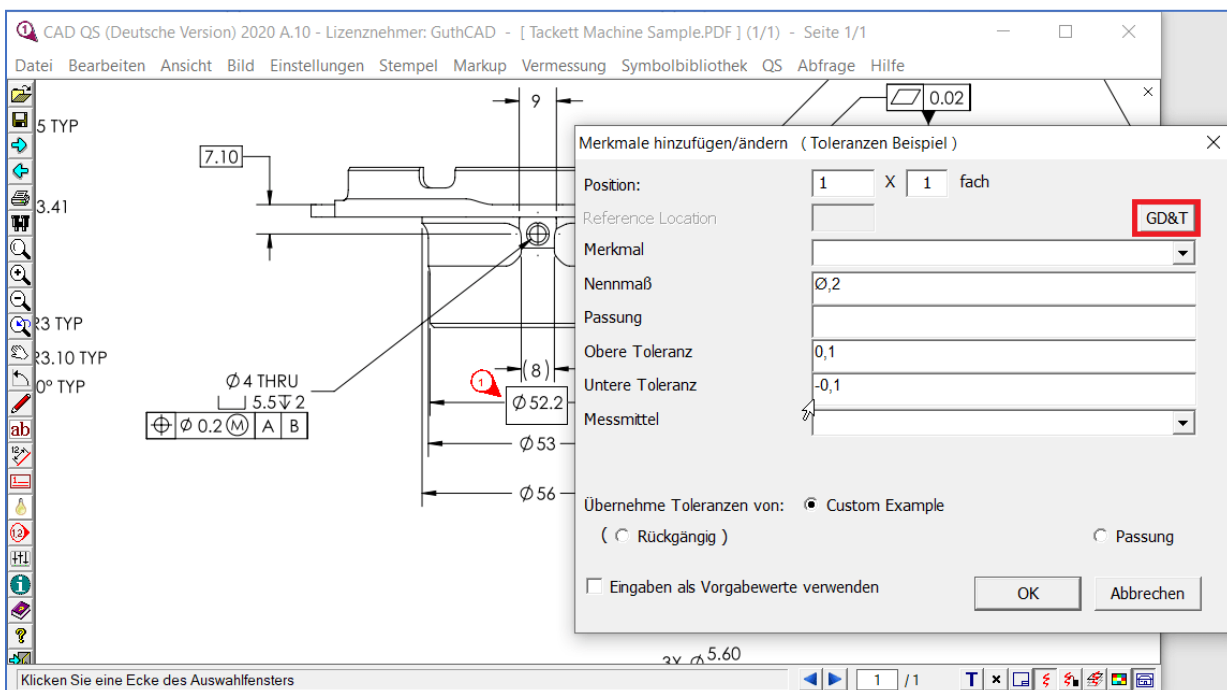 1 CAD QS (Deutsche Version) 2020 A.10 - Lizenznehmer: GuthCAD - [ Tackett Machine Sample.PDF ] (1/1) - Seite 1/1
Datei Bearbeiten Ansicht Bild Einstellungen Stempel Markup Vermessung Symbolbibliothek QS Abfrage Hilfe
9
0.02
5 TYP
7.10
3.41
R3 TYP
R3.10 TYP
0° TYP
Ø 4 THRU
5.5 2
Ø 0.2 Ⓜ A B
(8)
1
Ø 52.2
Ø 53
Ø 56
3X Ø 5.60
Merkmale hinzufügen/ändern ( Toleranzen Beispiel )
Position: 1 X 1 fach
Reference Location GD&T
Merkmal
Nennmaß Ø,2
Passung
Obere Toleranz 0,1
Untere Toleranz -0,1
Messmittel
Übernehme Toleranzen von: Custom Example
( Rückgängig ) Passung
Eingaben als Vorgabewerte verwenden OK Abbrechen
ab
Klicken Sie eine Ecke des Auswahlfensters 1 /1 T